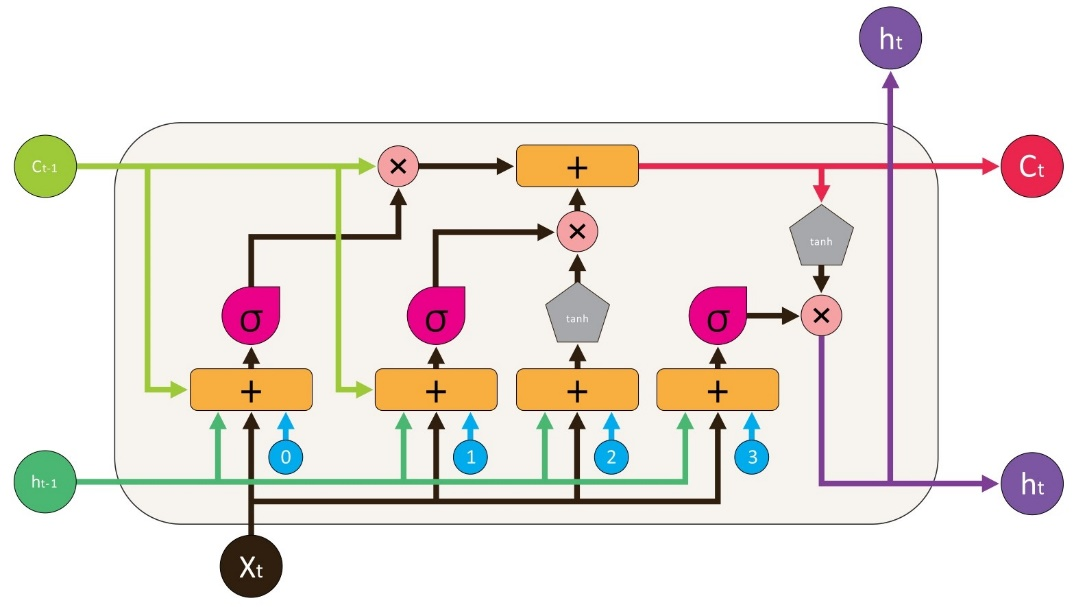 hₜ
Cₜ₋₁
×
+
Cₜ
×
tanh
σ
σ
tanh
σ
×
+
+
+
+
0
1
2
3
hₜ₋₁
hₜ
Xₜ